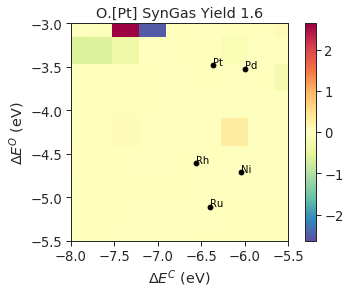 O.[Pt] SynGas Yield 1.6
−3.0
−3.5
−4.0
−4.5
−5.0
−5.5
ΔE^O (eV)
Pt
Pd
Rh
Ni
Ru
−8.0 −7.5 −7.0 −6.5 −6.0 −5.5
ΔE^C (eV)
2
1
0
−1
−2